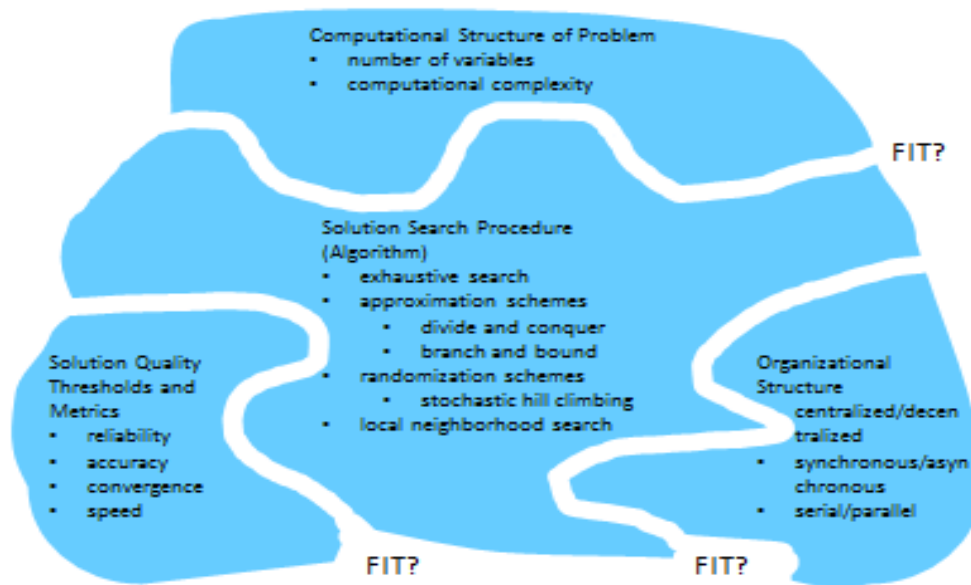 Computational Structure of Problem
▪ number of variables
▪ computational complexity
FIT?
Solution Search Procedure
(Algorithm)
▪ exhaustive search
▪ approximation schemes
▪ divide and conquer
▪ branch and bound
▪ randomization schemes
▪ stochastic hill climbing
▪ local neighborhood search
Solution Quality
Thresholds and
Metrics
▪ reliability
▪ accuracy
▪ convergence
▪ speed
Organizational
Structure
centralized/decen
tralized
▪ synchronous/asyn
chronous
▪ serial/parallel
FIT?
FIT?